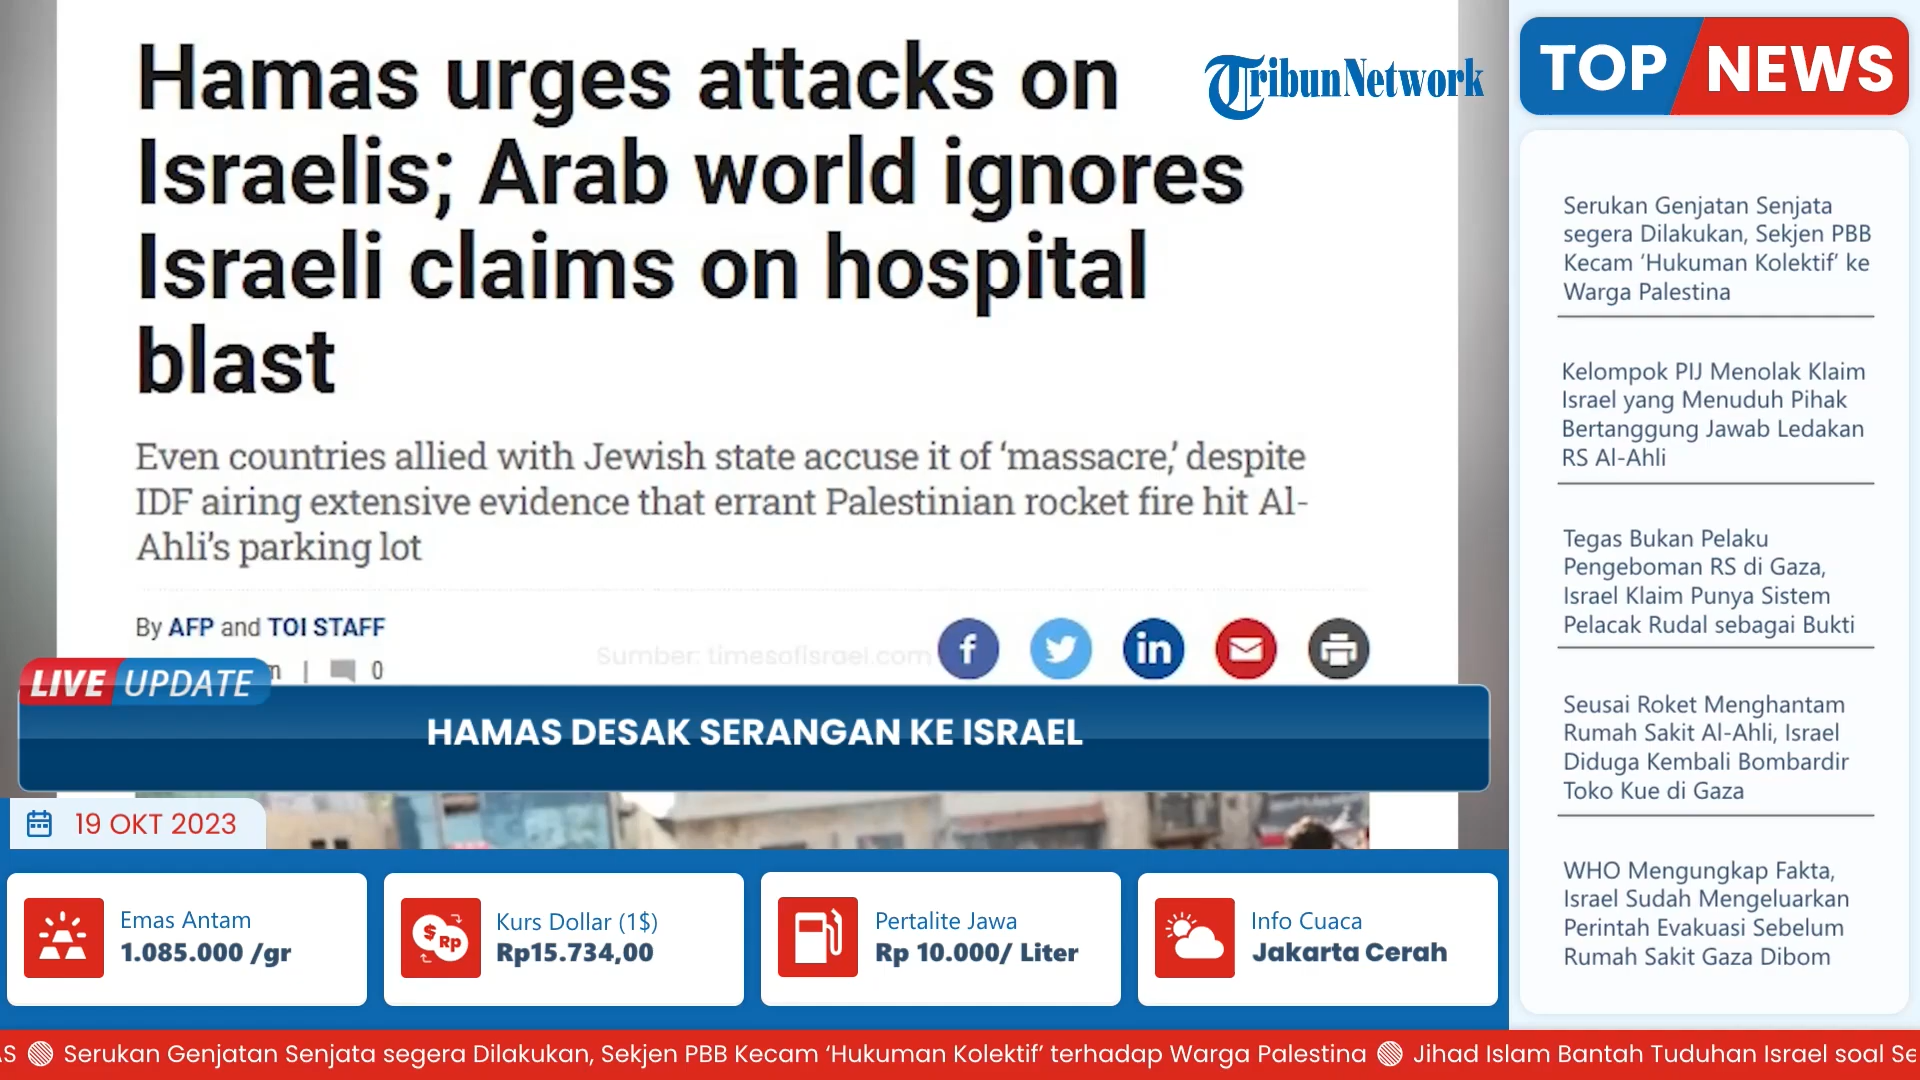 Hamas urges attacks on
Israelis; Arab world ignores
Israeli claims on hospital
blast
Even countries allied with Jewish state accuse it of ‘massacre,’ despite
IDF airing extensive evidence that errant Palestinian rocket fire hit Al-
Ahli’s parking lot
By AFP and TOI STAFF
| 0
Sumber: timesofisrael.com
TribunNetwork
LIVE UPDATE
HAMAS DESAK SERANGAN KE ISRAEL
19 OKT 2023
Emas Antam
1.085.000 /gr
Kurs Dollar (1$)
Rp15.734,00
Pertalite Jawa
Rp 10.000/ Liter
Info Cuaca
Jakarta Cerah
TOP NEWS
Serukan Genjatan Senjata
segera Dilakukan, Sekjen PBB
Kecam ‘Hukuman Kolektif’ ke
Warga Palestina
Kelompok PIJ Menolak Klaim
Israel yang Menuduh Pihak
Bertanggung Jawab Ledakan
RS Al-Ahli
Tegas Bukan Pelaku
Pengeboman RS di Gaza,
Israel Klaim Punya Sistem
Pelacak Rudal sebagai Bukti
Seusai Roket Menghantam
Rumah Sakit Al-Ahli, Israel
Diduga Kembali Bombardir
Toko Kue di Gaza
WHO Mengungkap Fakta,
Israel Sudah Mengeluarkan
Perintah Evakuasi Sebelum
Rumah Sakit Gaza Dibom
Serukan Genjatan Senjata segera Dilakukan, Sekjen PBB Kecam ‘Hukuman Kolektif’ terhadap Warga Palestina Jihad Islam Bantah Tuduhan Israel soal